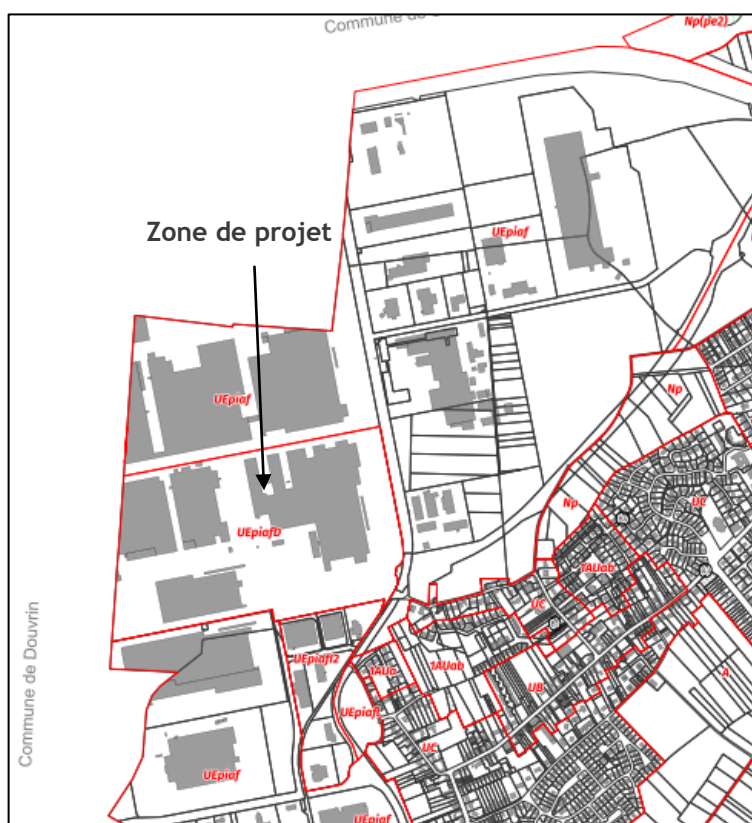 Commune de
Np(pe2)
Zone de projet
UEpiaf
UEpiaf
Np
UC
Np
UEpiafD
1AUab
UC
UEpiafi2
1AUa
1AUab
A
UB
UEpiafi
UC
UEpiaf
UEpiaf
Commune de Douvrin